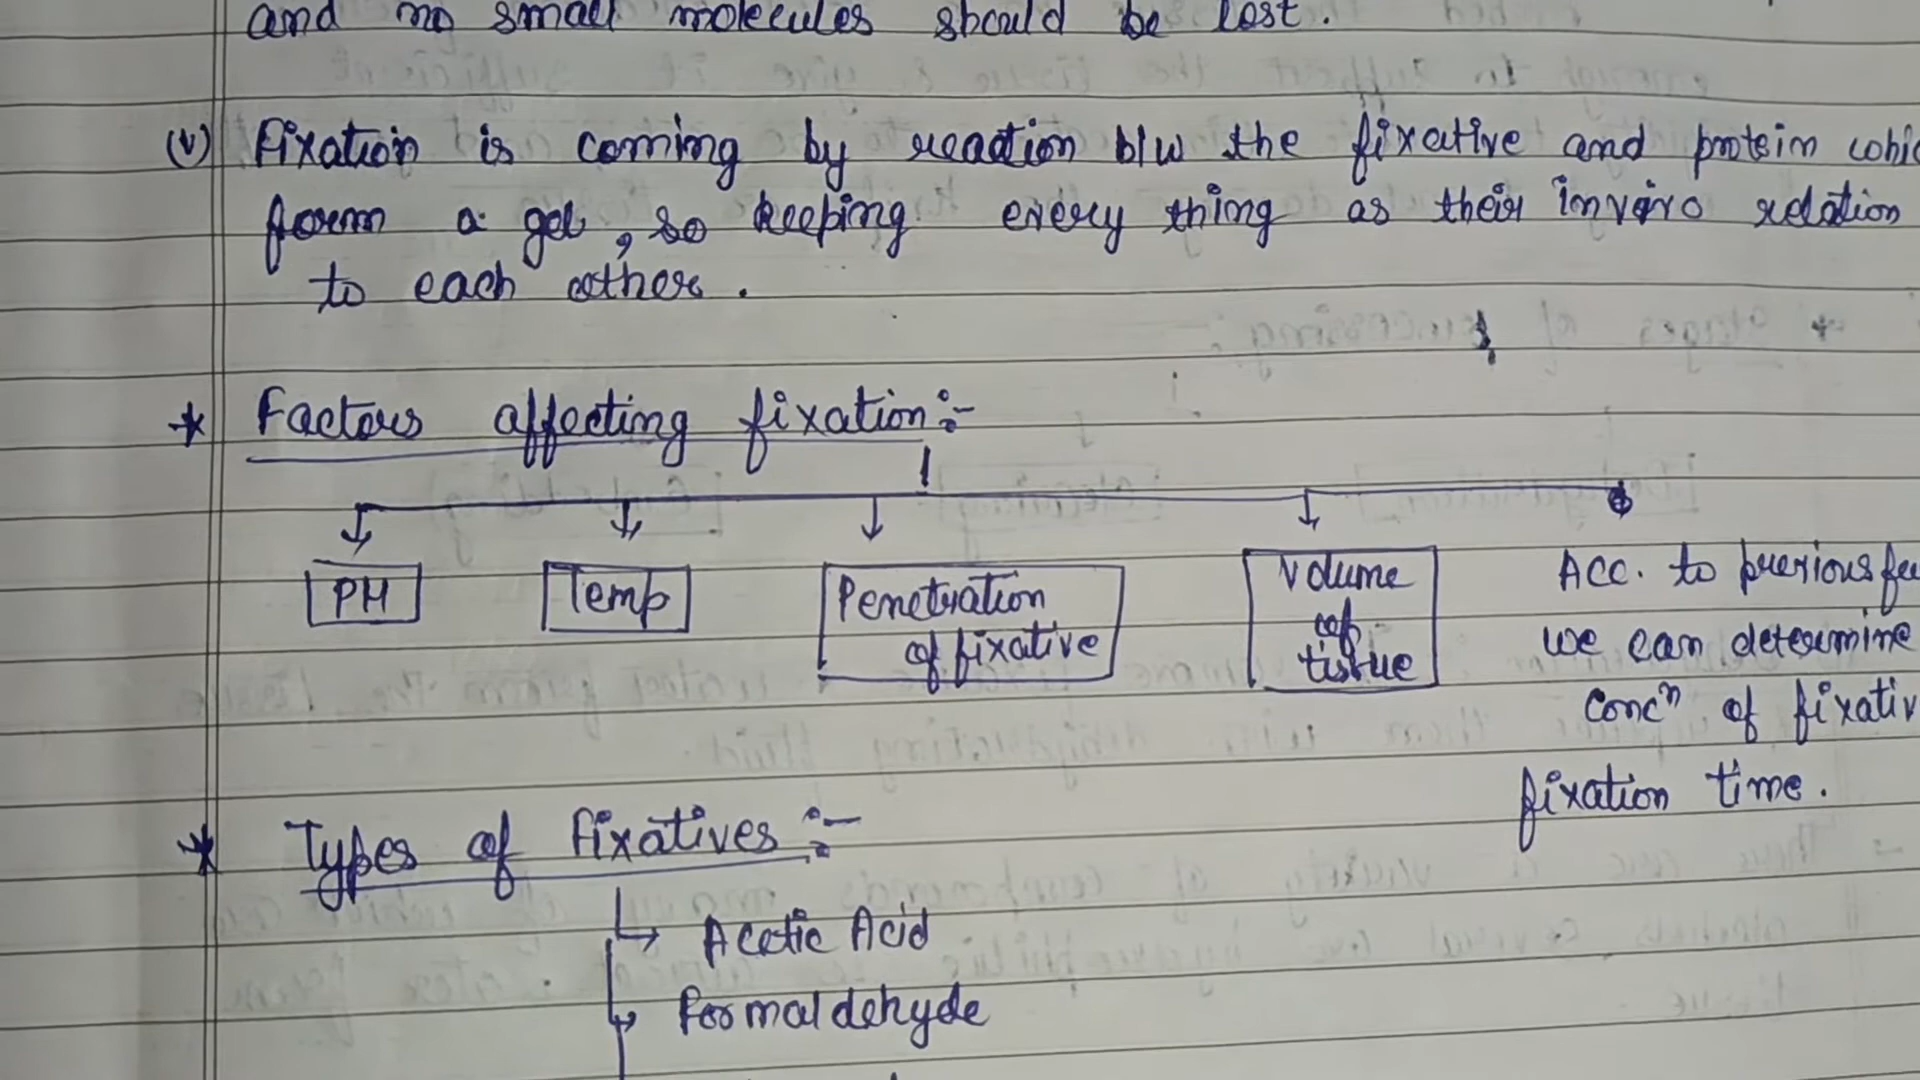 and no small molecules should be lost.
(v) Fixation is coming by reaction b/w the fixative and protein whic
form a gel, so keeping every thing as their invivo relation
to each other.
* Factors affecting fixation:-
PH
Temp
Penetration
of fixative
Volume
of
tissue
Acc. to previous
we can determine
concⁿ of fixativ
fixation time.
* Types of fixatives :-
Acetic Acid
Formaldehyde